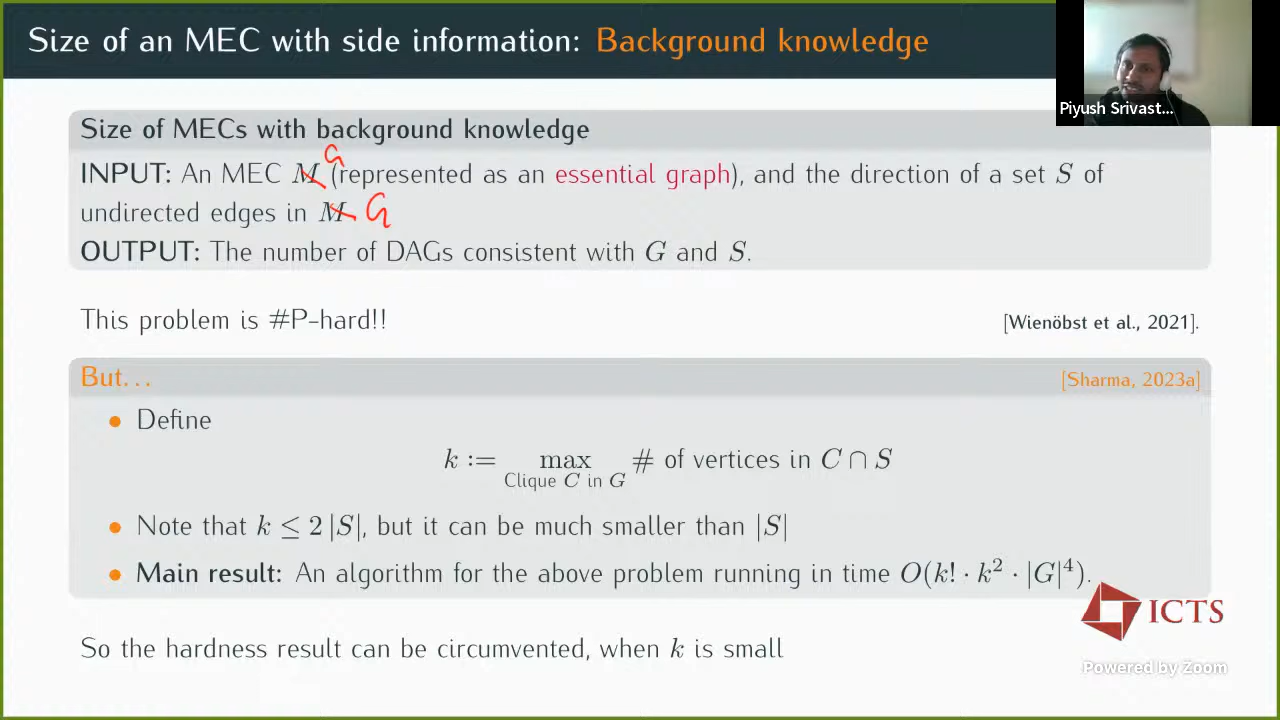 Size of an MEC with side information: Background knowledge
Piyush Srivast...
Size of MECs with background knowledge
G
INPUT: An MEC M (represented as an essential graph), and the direction of a set S of
undirected edges in M G
OUTPUT: The number of DAGs consistent with G and S.
This problem is #P-hard!!
[Wienöbst et al., 2021].
But...
[Sharma, 2023a]
• Define
k := max # of vertices in C ∩ S
Clique C in G
• Note that k ≤ 2 |S|, but it can be much smaller than |S|
• Main result: An algorithm for the above problem running in time O(k! · k² · |G|⁴).
ICTS
So the hardness result can be circumvented, when k is small
Powered by Zoom